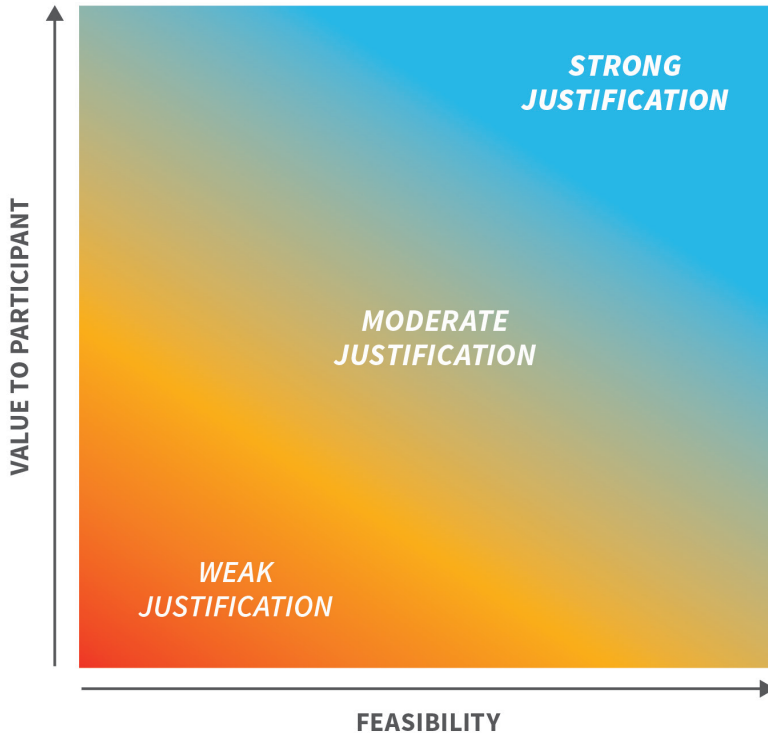 STRONG
JUSTIFICATION
VALUE TO PARTICIPANT
MODERATE
JUSTIFICATION
WEAK
JUSTIFICATION
FEASIBILITY